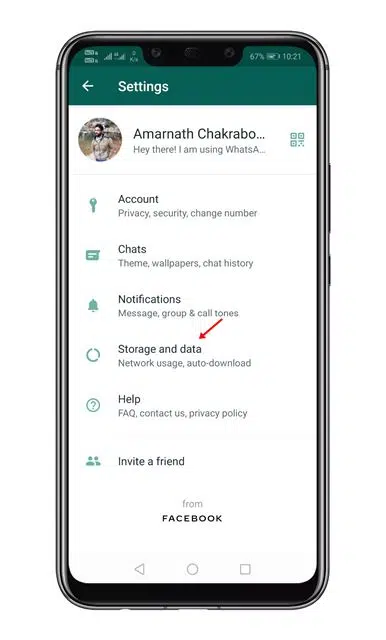 67% 10:21
Settings
Amarnath Chakrabo...
Hey there! I am using WhatsA...
Account
Privacy, security, change number
Chats
Theme, wallpapers, chat history
Notifications
Message, group & call tones
Storage and data
Network usage, auto-download
Help
FAQ, contact us, privacy policy
Invite a friend
from
FACEBOOK